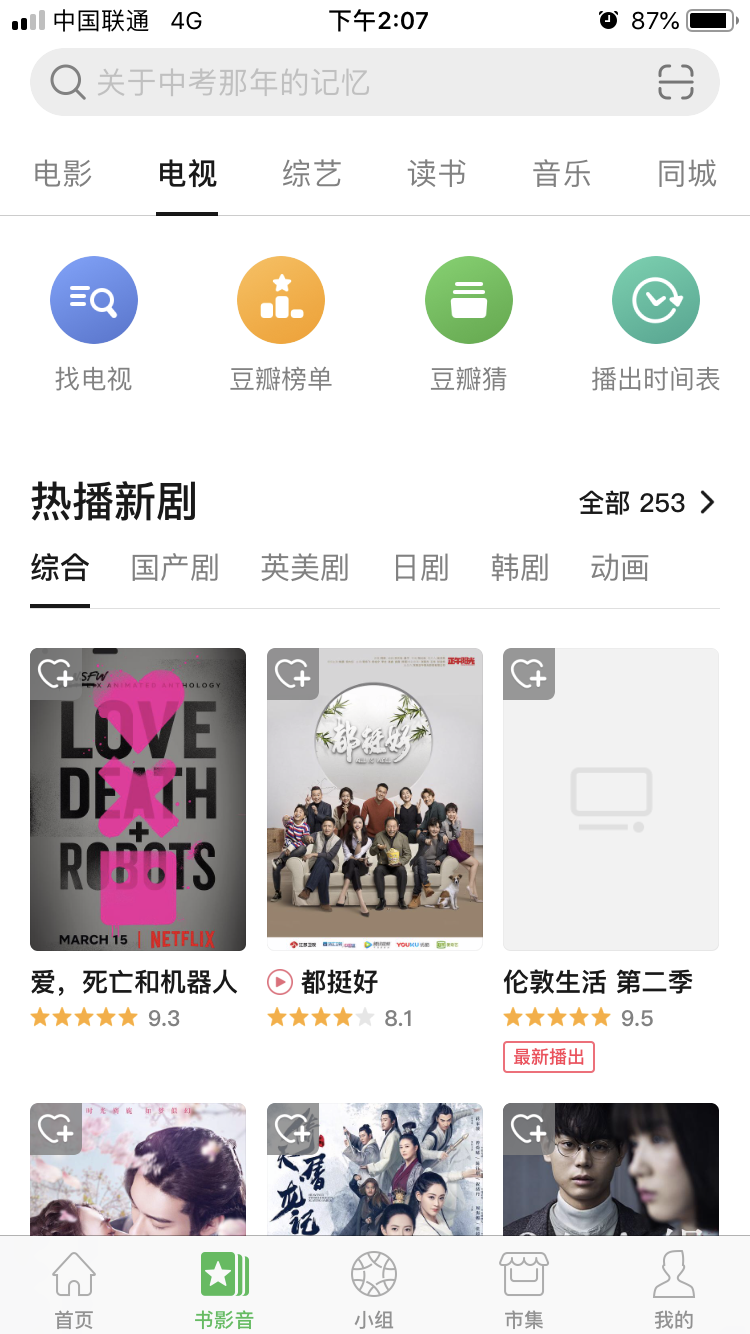 中国联通 4G 下午2:07 87%
关于中考那年的记忆
电影 电视 综艺 读书 音乐 同城
找电视 豆瓣榜单 豆瓣猜 播出时间表
热播新剧 全部 253
综合 国产剧 英美剧 日剧 韩剧 动画
SFW
ANIMATED ANTHOLOGY
LOVE
DEATH
+
ROBOTS
MARCH 15 | NETFLIX
都挺好
YOUKU
爱，死亡和机器人 都挺好 伦敦生活 第二季
9.3 8.1 9.5
最新播出
天屠龙记
首页 书影音 小组 市集 我的